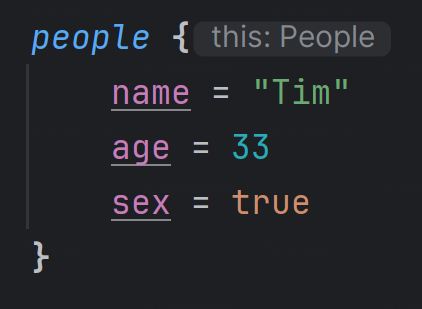 people { this: People
name = "Tim"
age = 33
sex = true
}